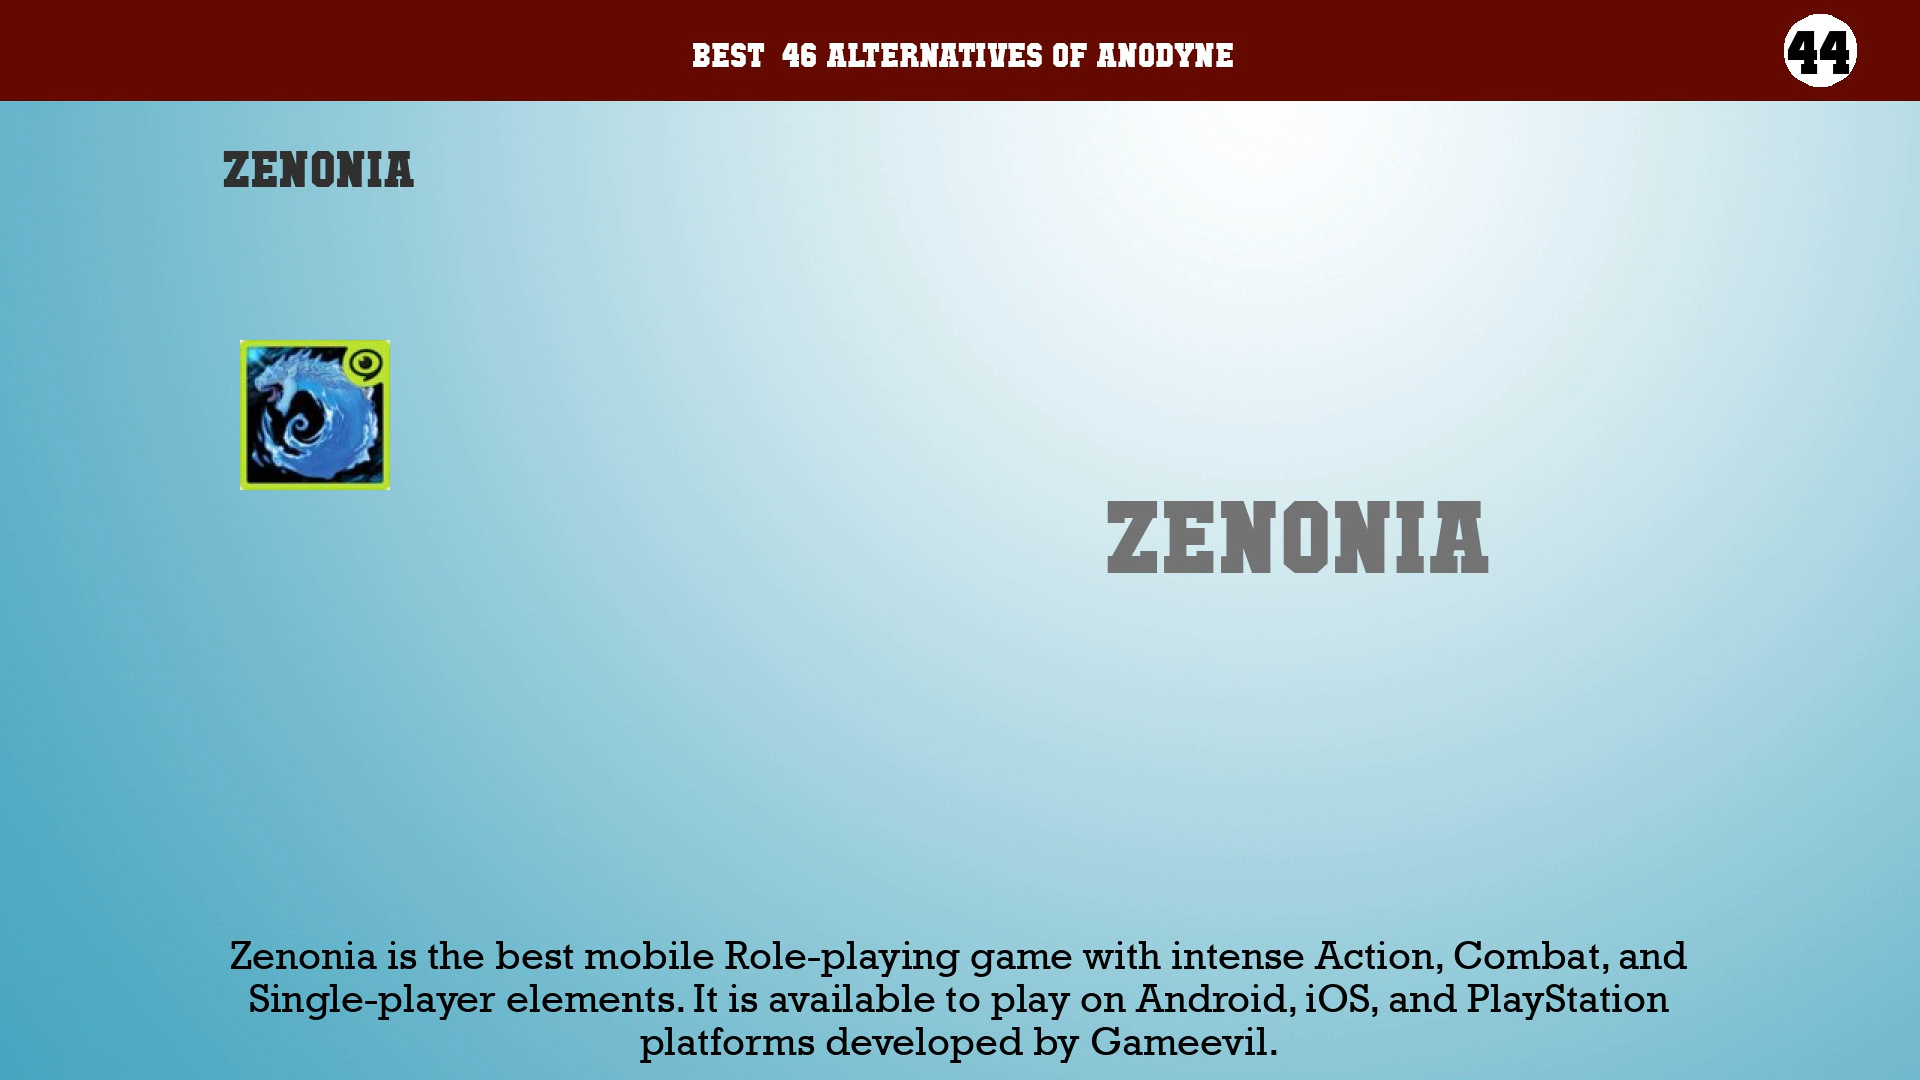 BEST  46 ALTERNATIVES OF ANODYNE
44
ZENONIA
ZENONIA
Zenonia is the best mobile Role-playing game with intense Action, Combat, and
Single-player elements. It is available to play on Android, iOS, and PlayStation
platforms developed by Gameevil.